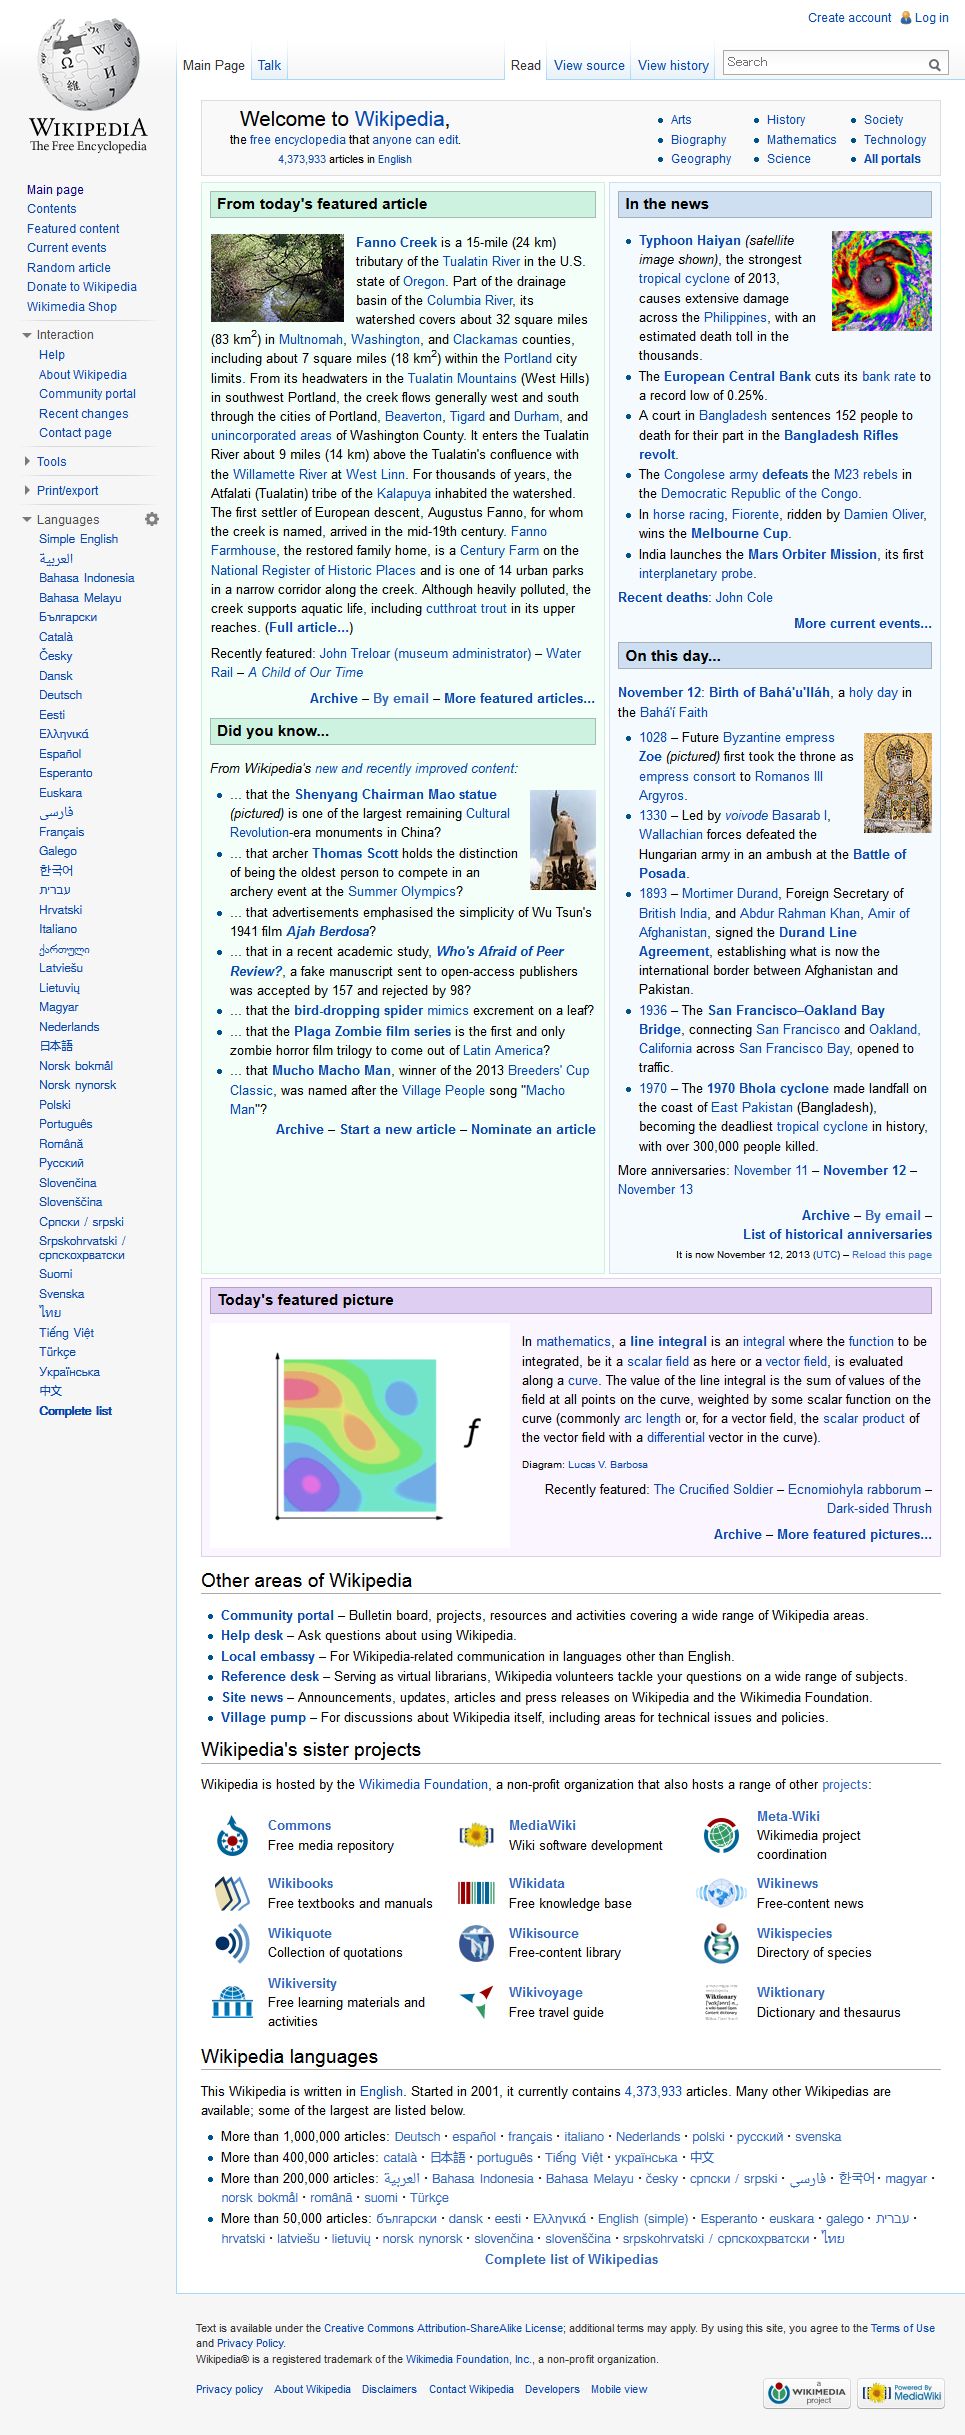 Create account Log in
WIKIPEDIA
The Free Encyclopedia
Main Page Talk Read View source View history Search
Main page
Contents
Featured content
Current events
Random article
Donate to Wikipedia
Wikimedia Shop
Interaction
Help
About Wikipedia
Community portal
Recent changes
Contact page
Tools
Print/export
Languages
Simple English
العربية
Bahasa Indonesia
Bahasa Melayu
Български
Català
Česky
Dansk
Deutsch
Eesti
Ελληνικά
Español
Esperanto
Euskara
فارسی
Français
Galego
한국어
עברית
Hrvatski
Italiano
ქართული
Latviešu
Lietuvių
Magyar
Nederlands
日本語
Norsk bokmål
Norsk nynorsk
Polski
Português
Română
Русский
Slovenčina
Slovenščina
Српски / srpski
Srpskohrvatski /
српскохрватски
Suomi
Svenska
ไทย
Tiếng Việt
Türkçe
Українська
中文
Complete list
Welcome to Wikipedia,
the free encyclopedia that anyone can edit.
4,373,933 articles in English
Arts History Society
Biography Mathematics Technology
Geography Science All portals
From today's featured article
Fanno Creek is a 15-mile (24 km)
tributary of the Tualatin River in the U.S.
state of Oregon. Part of the drainage
basin of the Columbia River, its
watershed covers about 32 square miles
(83 km2) in Multnomah, Washington, and Clackamas counties,
including about 7 square miles (18 km2) within the Portland city
limits. From its headwaters in the Tualatin Mountains (West Hills)
in southwest Portland, the creek flows generally west and south
through the cities of Portland, Beaverton, Tigard and Durham, and
unincorporated areas of Washington County. It enters the Tualatin
River about 9 miles (14 km) above the Tualatin's confluence with
the Willamette River at West Linn. For thousands of years, the
Atfalati (Tualatin) tribe of the Kalapuya inhabited the watershed.
The first settler of European descent, Augustus Fanno, for whom
the creek is named, arrived in the mid-19th century. Fanno
Farmhouse, the restored family home, is a Century Farm on the
National Register of Historic Places and is one of 14 urban parks
in a narrow corridor along the creek. Although heavily polluted, the
creek supports aquatic life, including cutthroat trout in its upper
reaches. (Full article...)
Recently featured: John Treloar (museum administrator) – Water
Rail – A Child of Our Time
Archive – By email – More featured articles...
Did you know...
From Wikipedia's new and recently improved content:
... that the Shenyang Chairman Mao statue
(pictured) is one of the largest remaining Cultural
Revolution-era monuments in China?
... that archer Thomas Scott holds the distinction
of being the oldest person to compete in an
archery event at the Summer Olympics?
... that advertisements emphasised the simplicity of Wu Tsun's
1941 film Ajah Berdosa?
... that in a recent academic study, Who's Afraid of Peer
Review?, a fake manuscript sent to open-access publishers
was accepted by 157 and rejected by 98?
... that the bird-dropping spider mimics excrement on a leaf?
... that the Plaga Zombie film series is the first and only
zombie horror film trilogy to come out of Latin America?
... that Mucho Macho Man, winner of the 2013 Breeders' Cup
Classic, was named after the Village People song "Macho
Man"?
Archive – Start a new article – Nominate an article
In the news
Typhoon Haiyan (satellite
image shown), the strongest
tropical cyclone of 2013,
causes extensive damage
across the Philippines, with an
estimated death toll in the
thousands.
The European Central Bank cuts its bank rate to
a record low of 0.25%.
A court in Bangladesh sentences 152 people to
death for their part in the Bangladesh Rifles
revolt.
The Congolese army defeats the M23 rebels in
the Democratic Republic of the Congo.
In horse racing, Fiorente, ridden by Damien Oliver,
wins the Melbourne Cup.
India launches the Mars Orbiter Mission, its first
interplanetary probe.
Recent deaths: John Cole
More current events...
On this day...
November 12: Birth of Bahá'u'lláh, a holy day in
the Bahá'í Faith
1028 – Future Byzantine empress
Zoe (pictured) first took the throne as
empress consort to Romanos III
Argyros.
1330 – Led by voivode Basarab I,
Wallachian forces defeated the
Hungarian army in an ambush at the Battle of
Posada.
1893 – Mortimer Durand, Foreign Secretary of
British India, and Abdur Rahman Khan, Amir of
Afghanistan, signed the Durand Line
Agreement, establishing what is now the
international border between Afghanistan and
Pakistan.
1936 – The San Francisco–Oakland Bay
Bridge, connecting San Francisco and Oakland,
California across San Francisco Bay, opened to
traffic.
1970 – The 1970 Bhola cyclone made landfall on
the coast of East Pakistan (Bangladesh),
becoming the deadliest tropical cyclone in history,
with over 300,000 people killed.
More anniversaries: November 11 – November 12 –
November 13
Archive – By email –
List of historical anniversaries
It is now November 12, 2013 (UTC) – Reload this page
Today's featured picture
f
In mathematics, a line integral is an integral where the function to be
integrated, be it a scalar field as here or a vector field, is evaluated
along a curve. The value of the line integral is the sum of values of the
field at all points on the curve, weighted by some scalar function on the
curve (commonly arc length or, for a vector field, the scalar product of
the vector field with a differential vector in the curve).
Diagram: Lucas V. Barbosa
Recently featured: The Crucified Soldier – Ecnomiohyla rabborum –
Dark-sided Thrush
Archive – More featured pictures...
Other areas of Wikipedia
Community portal – Bulletin board, projects, resources and activities covering a wide range of Wikipedia areas.
Help desk – Ask questions about using Wikipedia.
Local embassy – For Wikipedia-related communication in languages other than English.
Reference desk – Serving as virtual librarians, Wikipedia volunteers tackle your questions on a wide range of subjects.
Site news – Announcements, updates, articles and press releases on Wikipedia and the Wikimedia Foundation.
Village pump – For discussions about Wikipedia itself, including areas for technical issues and policies.
Wikipedia's sister projects
Wikipedia is hosted by the Wikimedia Foundation, a non-profit organization that also hosts a range of other projects:
Commons
Free media repository
MediaWiki
Wiki software development
Meta-Wiki
Wikimedia project
coordination
Wikibooks
Free textbooks and manuals
Wikidata
Free knowledge base
Wikinews
Free-content news
Wikiquote
Collection of quotations
Wikisource
Free-content library
Wikispecies
Directory of species
Wikiversity
Free learning materials and
activities
Wikivoyage
Free travel guide
Wiktionary
Wiktionary
Dictionary and thesaurus
Wikipedia languages
This Wikipedia is written in English. Started in 2001, it currently contains 4,373,933 articles. Many other Wikipedias are
available; some of the largest are listed below.
More than 1,000,000 articles: Deutsch · español · français · italiano · Nederlands · polski · русский · svenska
More than 400,000 articles: català · 日本語 · português · Tiếng Việt · українська · 中文
More than 200,000 articles: العربية · Bahasa Indonesia · Bahasa Melayu · česky · српски / srpski · فارسی · 한국어 · magyar ·
norsk bokmål · română · suomi · Türkçe
More than 50,000 articles: български · dansk · eesti · Ελληνικά · English (simple) · Esperanto · euskara · galego · עברית ·
hrvatski · latviešu · lietuvių · norsk nynorsk · slovenčina · slovenščina · srpskohrvatski / српскохрватски · ไทย
Complete list of Wikipedias
Text is available under the Creative Commons Attribution-ShareAlike License; additional terms may apply. By using this site, you agree to the Terms of Use
and Privacy Policy.
Wikipedia® is a registered trademark of the Wikimedia Foundation, Inc., a non-profit organization.
Privacy policy About Wikipedia Disclaimers Contact Wikipedia Developers Mobile view
a WIKIMEDIA project
Powered By MediaWiki